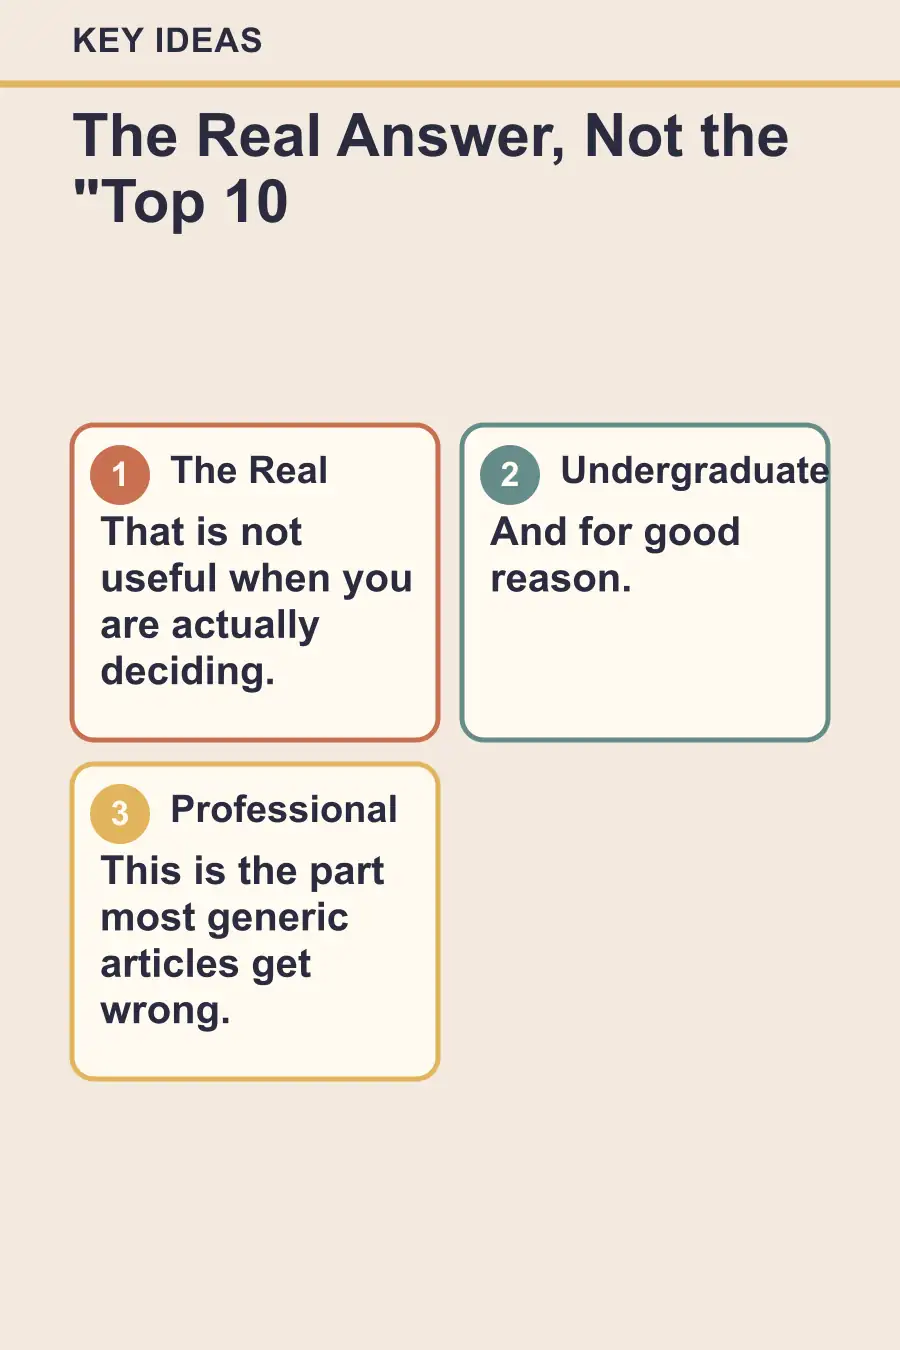 KEY IDEAS
The Real Answer, Not the
"Top 10
1 The Real
That is not
useful when you
are actually
deciding.
2 Undergraduate
And for good
reason.
3 Professional
This is the part
most generic
articles get
wrong.